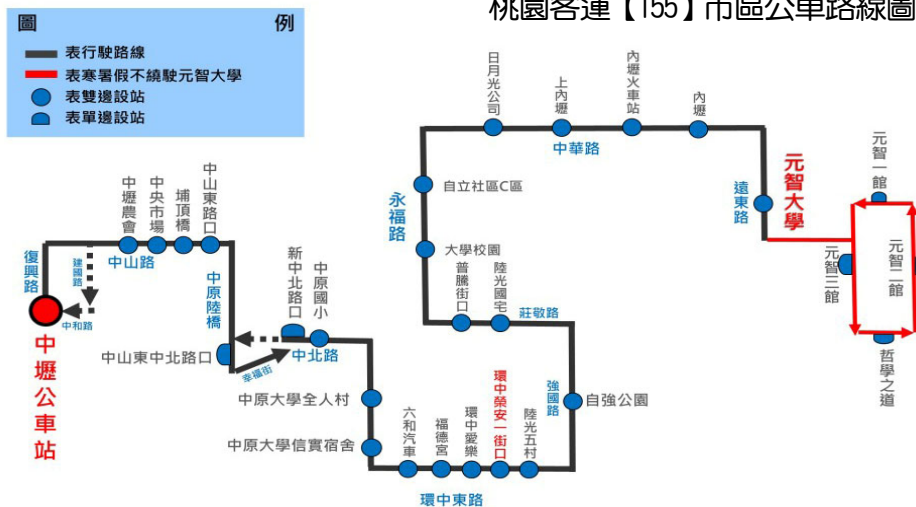 桃園客運【155】市區公車路線圖
圖 例
表行駛路線
表寒暑假不繞駛元智大學
表雙邊設站
表單邊設站
日月光公司
上內壢
內壢火車站
內壢
中華路
元智大學
遠東路
元智一館
元智二館
元智三館
哲學之道
永福路
自立社區C區
大學校園
普騰街口
陸光國宅
莊敬路
中壢農會
中央市場
埔頂橋
中山東路口
中山路
復興路
建國路
中和路
中壢公車站
中原陸橋
新中北路口
中原國小
中北路
中山東中北路口
幸福街
中原大學全人村
中原大學信實宿舍
六和汽車
福德宮
環中愛樂
環中榮安一街口
陸光五村
環中東路
強國路
自強公園